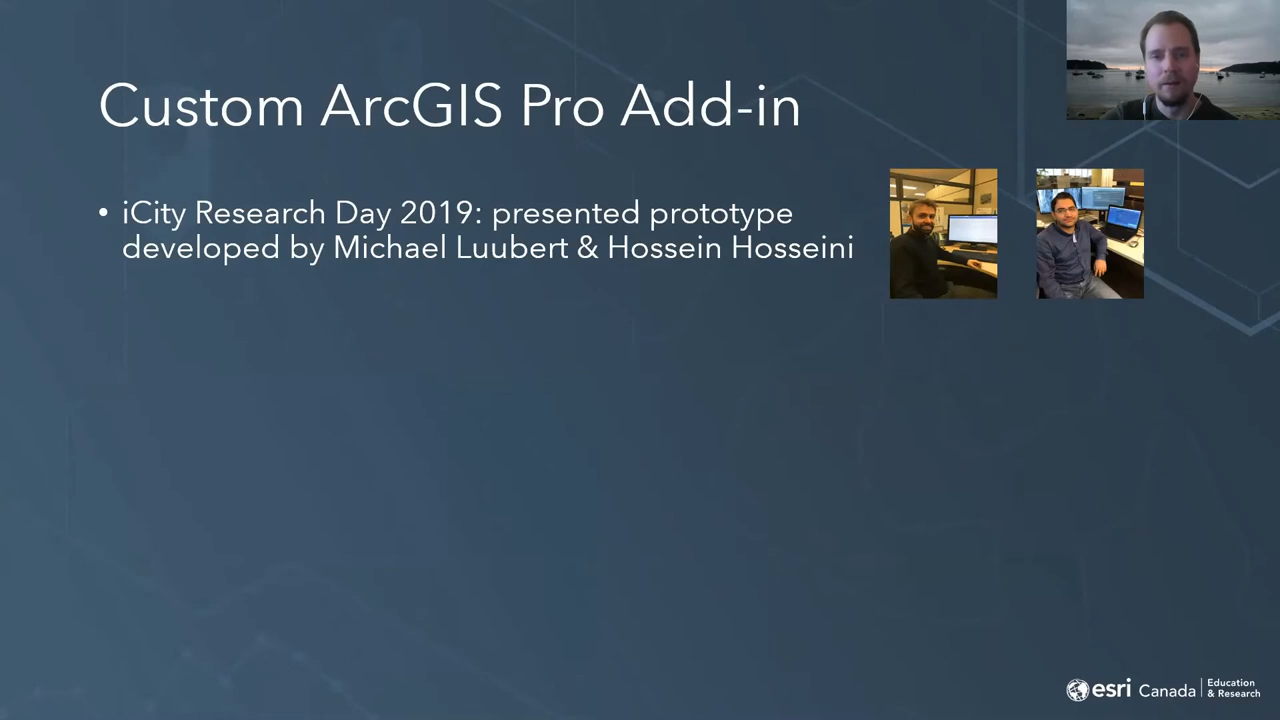 Custom ArcGIS Pro Add-in
• iCity Research Day 2019: presented prototype
developed by Michael Luubert & Hossein Hosseini
esri Canada
Education
& Research